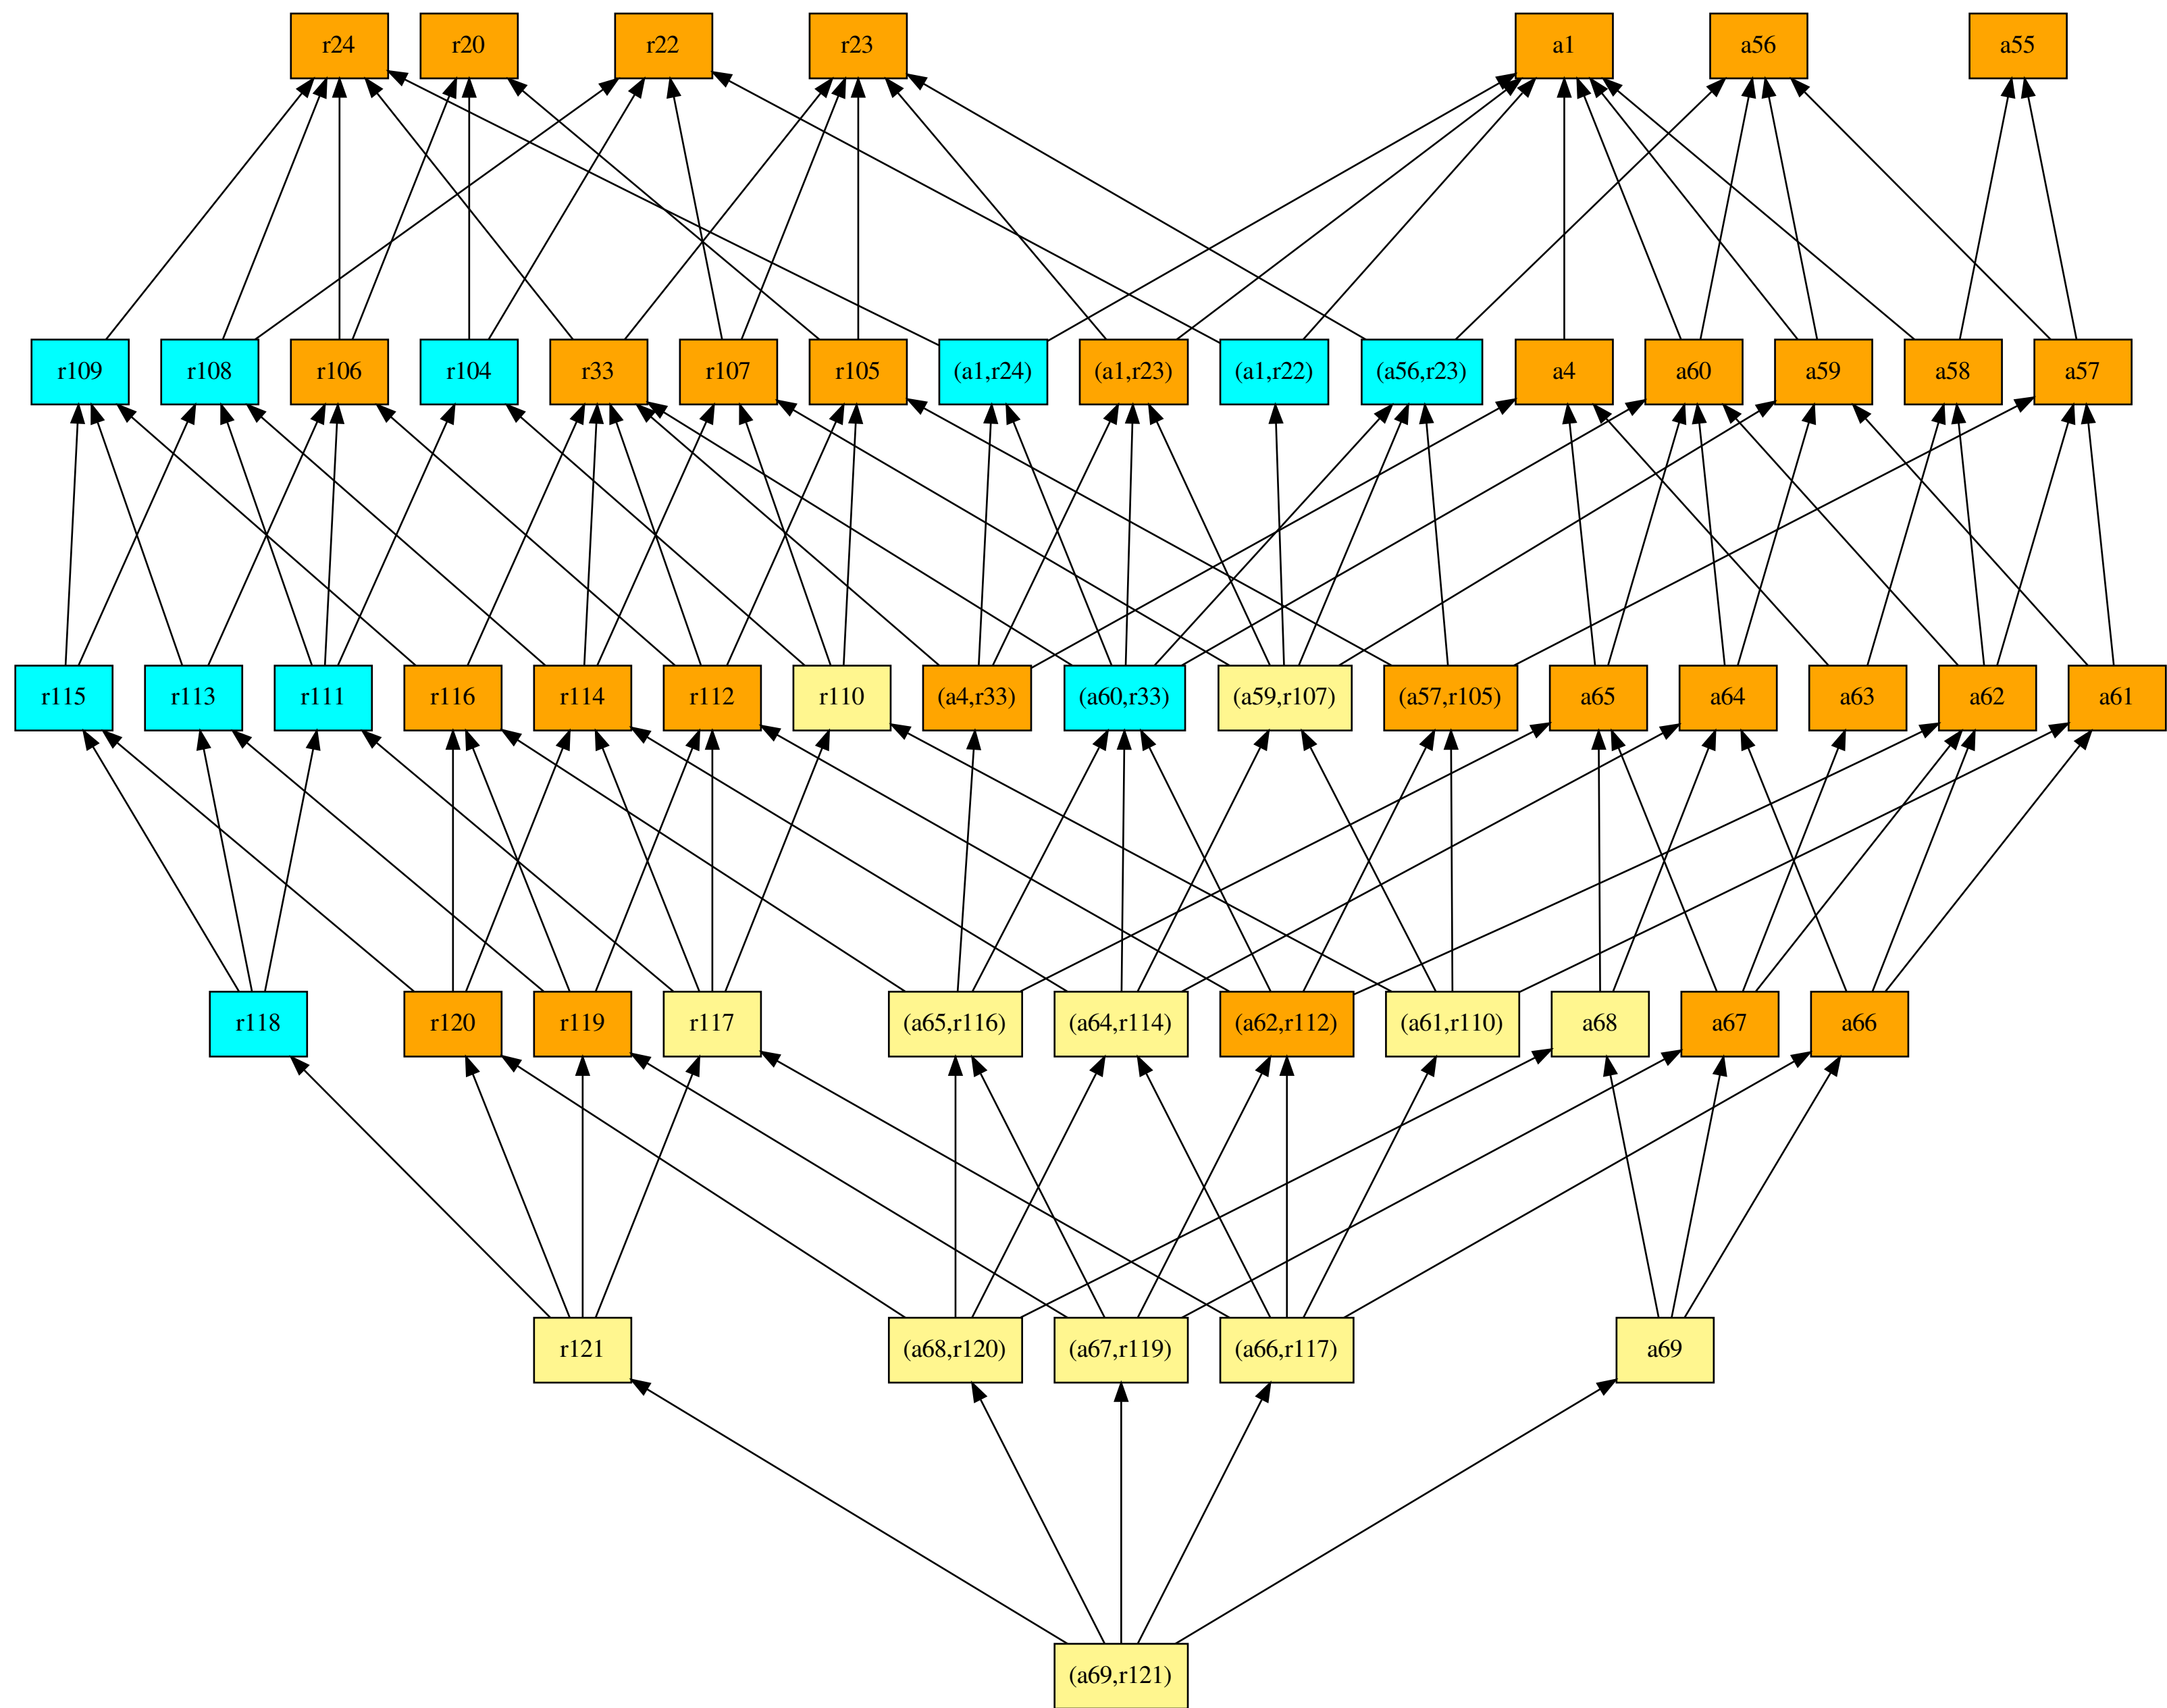 r24
r20
r22
r23
a1
a56
a55
r109
r108
r106
r104
r33
r107
r105
(a1,r24)
(a1,r23)
(a1,r22)
(a56,r23)
a4
a60
a59
a58
a57
r115
r113
r111
r116
r114
r112
r110
(a4,r33)
(a60,r33)
(a59,r107)
(a57,r105)
a65
a64
a63
a62
a61
r118
r120
r119
r117
(a65,r116)
(a64,r114)
(a62,r112)
(a61,r110)
a68
a67
a66
r121
(a68,r120)
(a67,r119)
(a66,r117)
a69
(a69,r121)